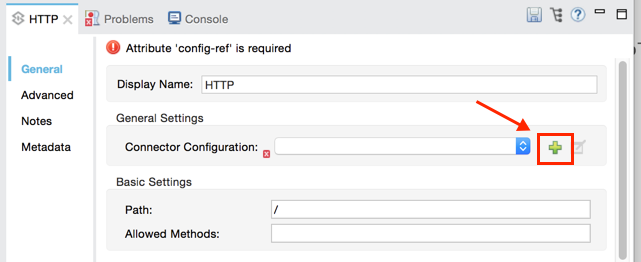 HTTP Problems Console
Attribute 'config-ref' is required
General
Advanced
Notes
Metadata
Display Name: HTTP
General Settings
Connector Configuration:
Basic Settings
Path: /
Allowed Methods: